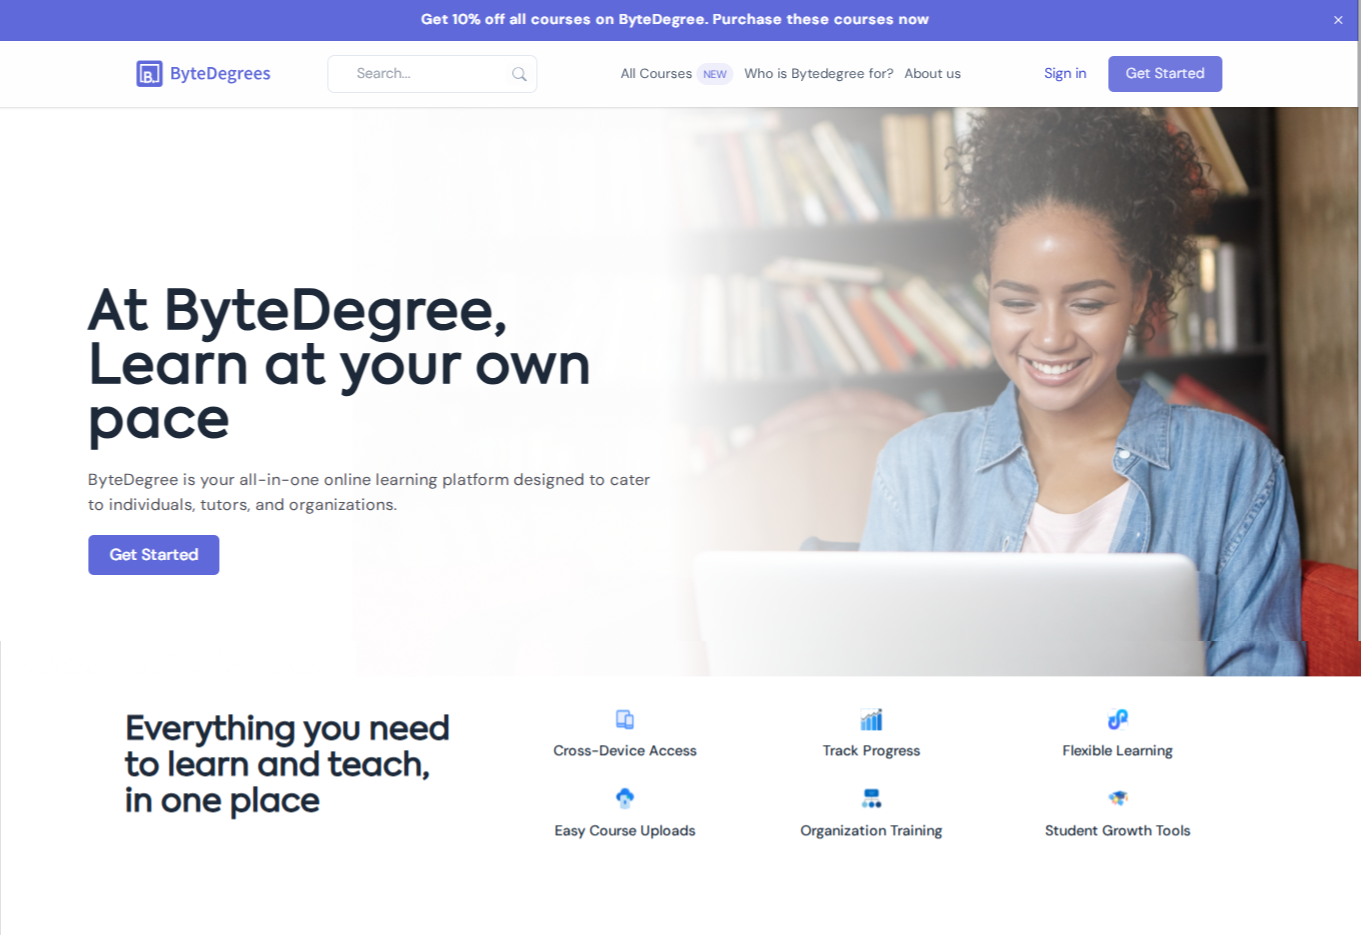 Get 10% off all courses on ByteDegree. Purchase these courses now
ByteDegrees
Search...
All Courses NEW Who is Bytedegree for? About us
Sign in
Get Started
At ByteDegree,
Learn at your own
pace
ByteDegree is your all-in-one online learning platform designed to cater
to individuals, tutors, and organizations.
Get Started
Everything you need
to learn and teach,
in one place
Cross-Device Access
Track Progress
Flexible Learning
Easy Course Uploads
Organization Training
Student Growth Tools